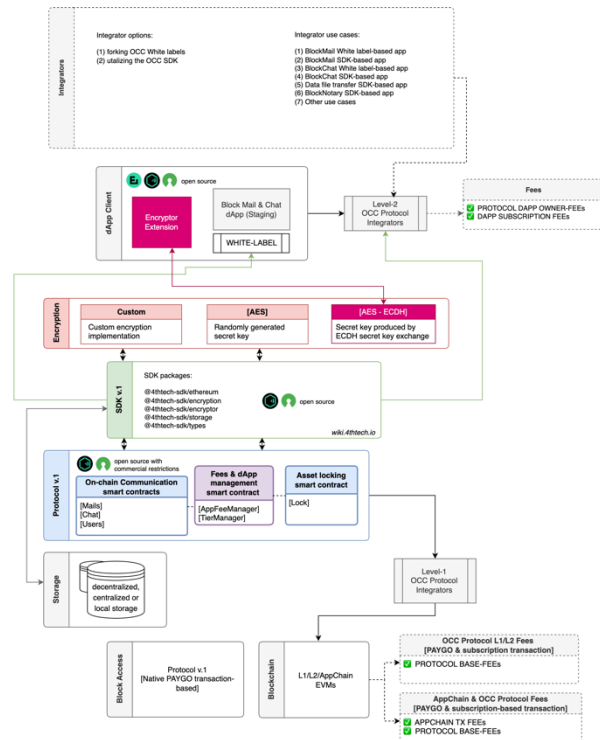 Integrators
Integrator options:
(1) forking OCC White labels
(2) utalizing the OCC SDK
Integrator use cases:
(1) BlockMail White label-based app
(2) BlockMail SDK-based app
(3) BlockChat White label-based app
(4) BlockChat SDK-based app
(5) Data file transfer SDK-based app
(6) BlockNotary SDK-based app
(7) Other use cases
dApp Client
open source
Encryptor
Extension
Block Mail & Chat
dApp (Staging)
WHITE-LABEL
Level-2
OCC Protocol
Integrators
Fees
PROTOCOL DAPP OWNER-FEEs
DAPP SUBSCRIPTION FEEs
Encryption
Custom
Custom encryption
implementation
[AES]
Randomly generated
secret key
[AES - ECDH]
Secret key produced by
ECDH secret key exchange
SDK v.1
SDK packages:
@4thtech-sdk/ethereum
@4thtech-sdk/encryption
@4thtech-sdk/encryptor
@4thtech-sdk/storage
@4thtech-sdk/types
open source
wiki.4thtech.io
Protocol v.1
open source with
commercial restrictions
On-chain Communication
smart contracts
[Mails]
[Chat]
[Users]
Fees & dApp
management
smart contract
[AppFeeManager]
[TierManager]
Asset locking
smart contract
[Lock]
Storage
decentralized,
centralized or
local storage
Level-1
OCC Protocol
Integrators
Block Access
Protocol v.1
[Native PAYGO transaction-
based]
Blockchain
L1/L2/AppChain
EVMs
OCC Protocol L1/L2 Fees
[PAYGO & subscription transaction]
PROTOCOL BASE-FEEs
AppChain & OCC Protocol Fees
[PAYGO & subscription-based transaction]
APPCHAIN TX FEEs
PROTOCOL BASE-FEEs